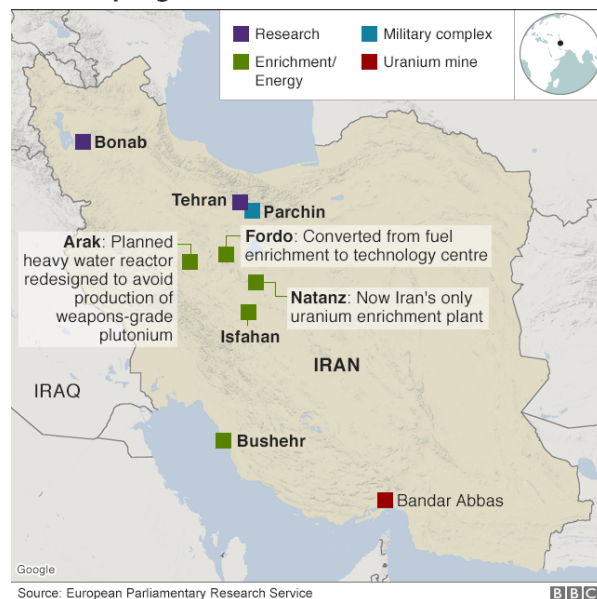 Research
Military complex
Enrichment/
Energy
Uranium mine
Bonab
Tehran
Parchin
Arak: Planned
heavy water reactor
redesigned to avoid
production of
weapons-grade
plutonium
Fordo: Converted from fuel
enrichment to technology centre
Natanz: Now Iran's only
uranium enrichment plant
Isfahan
IRAN
IRAQ
Bushehr
Bandar Abbas
Google
Source: European Parliamentary Research Service
BBC